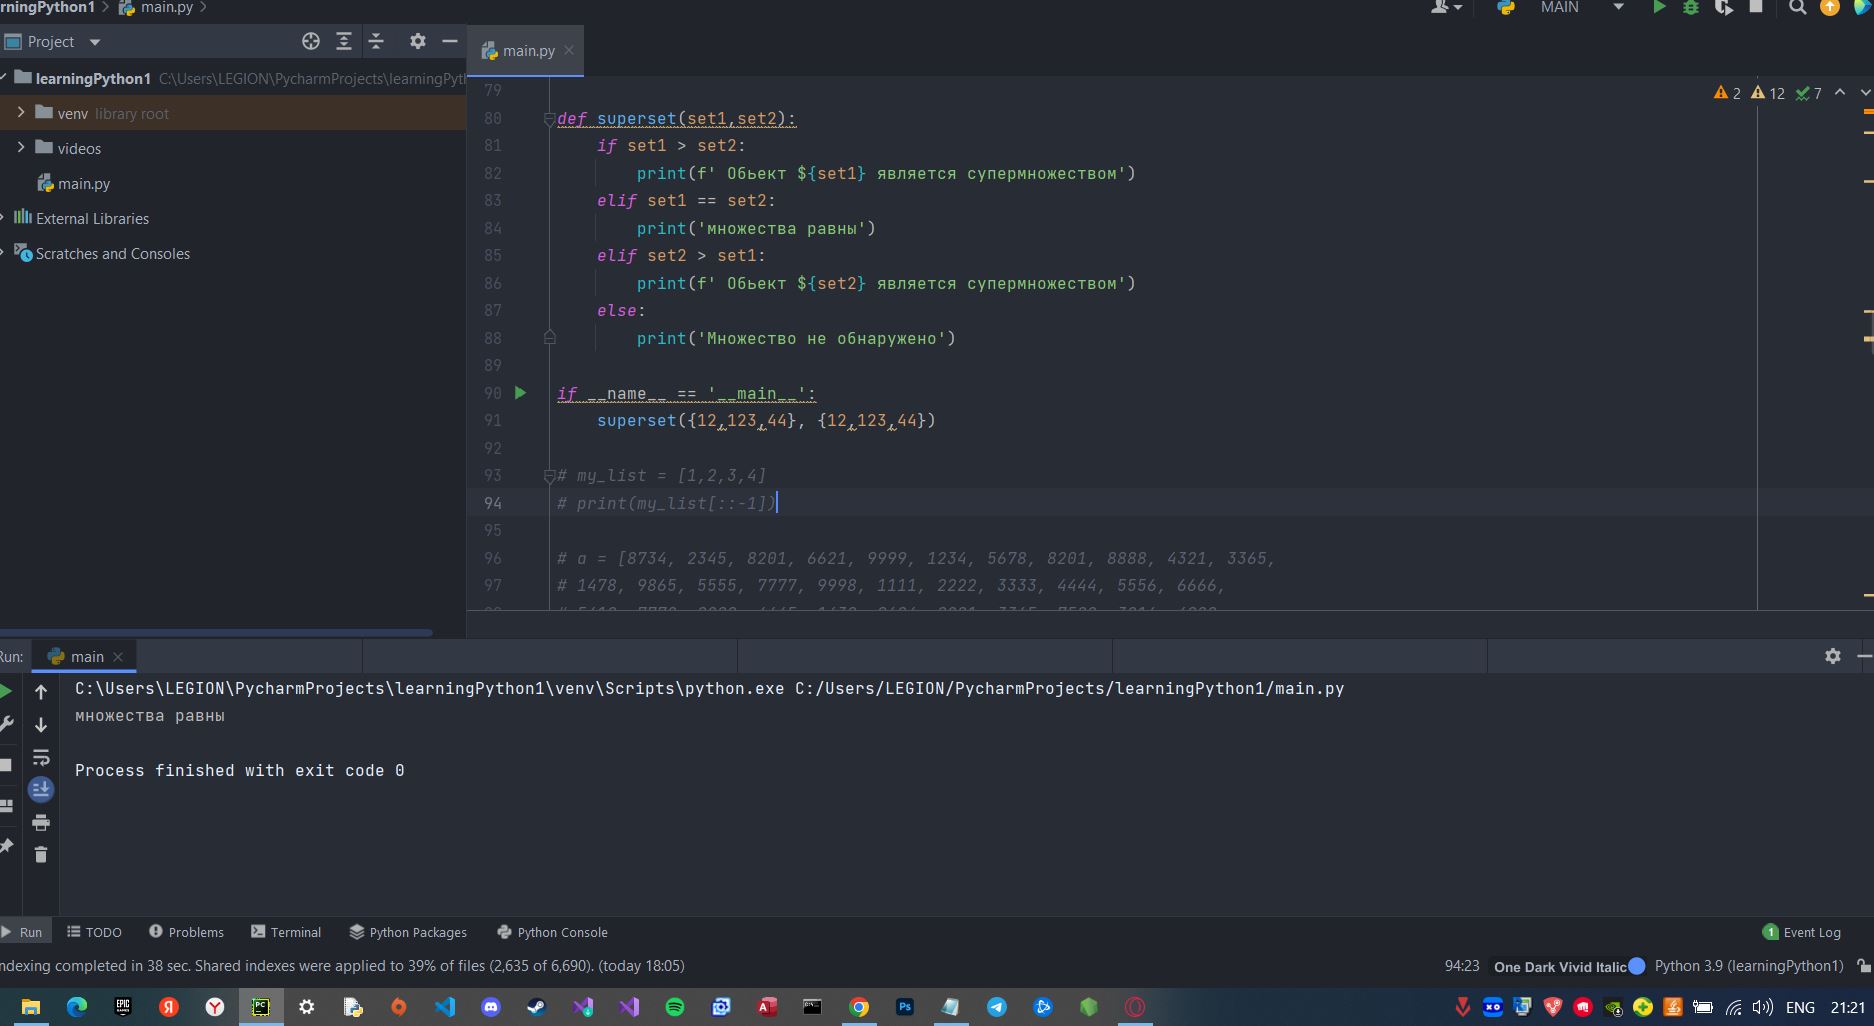 rningPython1 > main.py >
MAIN
Project
main.py
learningPython1 C:\Users\LEGION\PycharmProjects\learningPyth
venv library root
videos
main.py
External Libraries
Scratches and Consoles
2 12 7
79
80 def superset(set1,set2):
81 if set1 > set2:
82 print(f' Обьект ${set1} является супермножеством')
83 elif set1 == set2:
84 print('множества равны')
85 elif set2 > set1:
86 print(f' Обьект ${set2} является супермножеством')
87 else:
88 print('Множество не обнаружено')
89
90 if __name__ == '__main__':
91 superset({12,123,44}, {12,123,44})
92
93 # my_list = [1,2,3,4]
94 # print(my_list[::-1])
95
96 # a = [8734, 2345, 8201, 6621, 9999, 1234, 5678, 8201, 8888, 4321, 3365,
97 # 1478, 9865, 5555, 7777, 9998, 1111, 2222, 3333, 4444, 5556, 6666,
Run: main
C:\Users\LEGION\PycharmProjects\learningPython1\venv\Scripts\python.exe C:/Users/LEGION/PycharmProjects/learningPython1/main.py
множества равны
Process finished with exit code 0
Run TODO Problems Terminal Python Packages Python Console 1 Event Log
ndexing completed in 38 sec. Shared indexes were applied to 39% of files (2,635 of 6,690). (today 18:05) 94:23 One Dark Vivid Italic Python 3.9 (learningPython1)
ENG 21:21